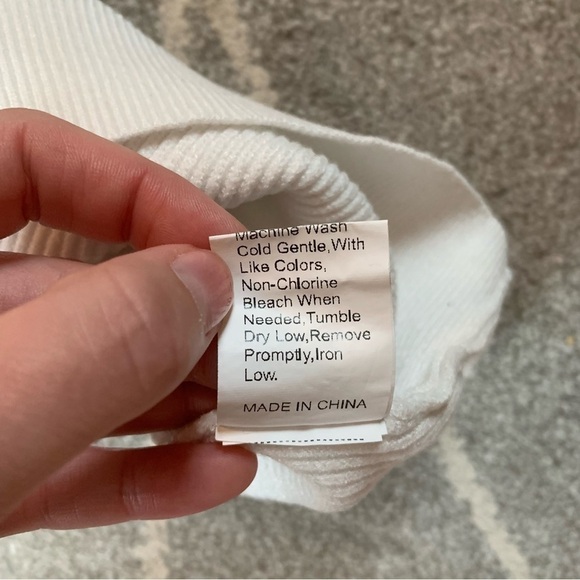 Machine Wash
Cold Gentle,With
Like Colors,
Non-Chlorine
Bleach When
Needed,Tumble
Dry Low,Remove
Promptly,Iron
Low.
MADE IN CHINA